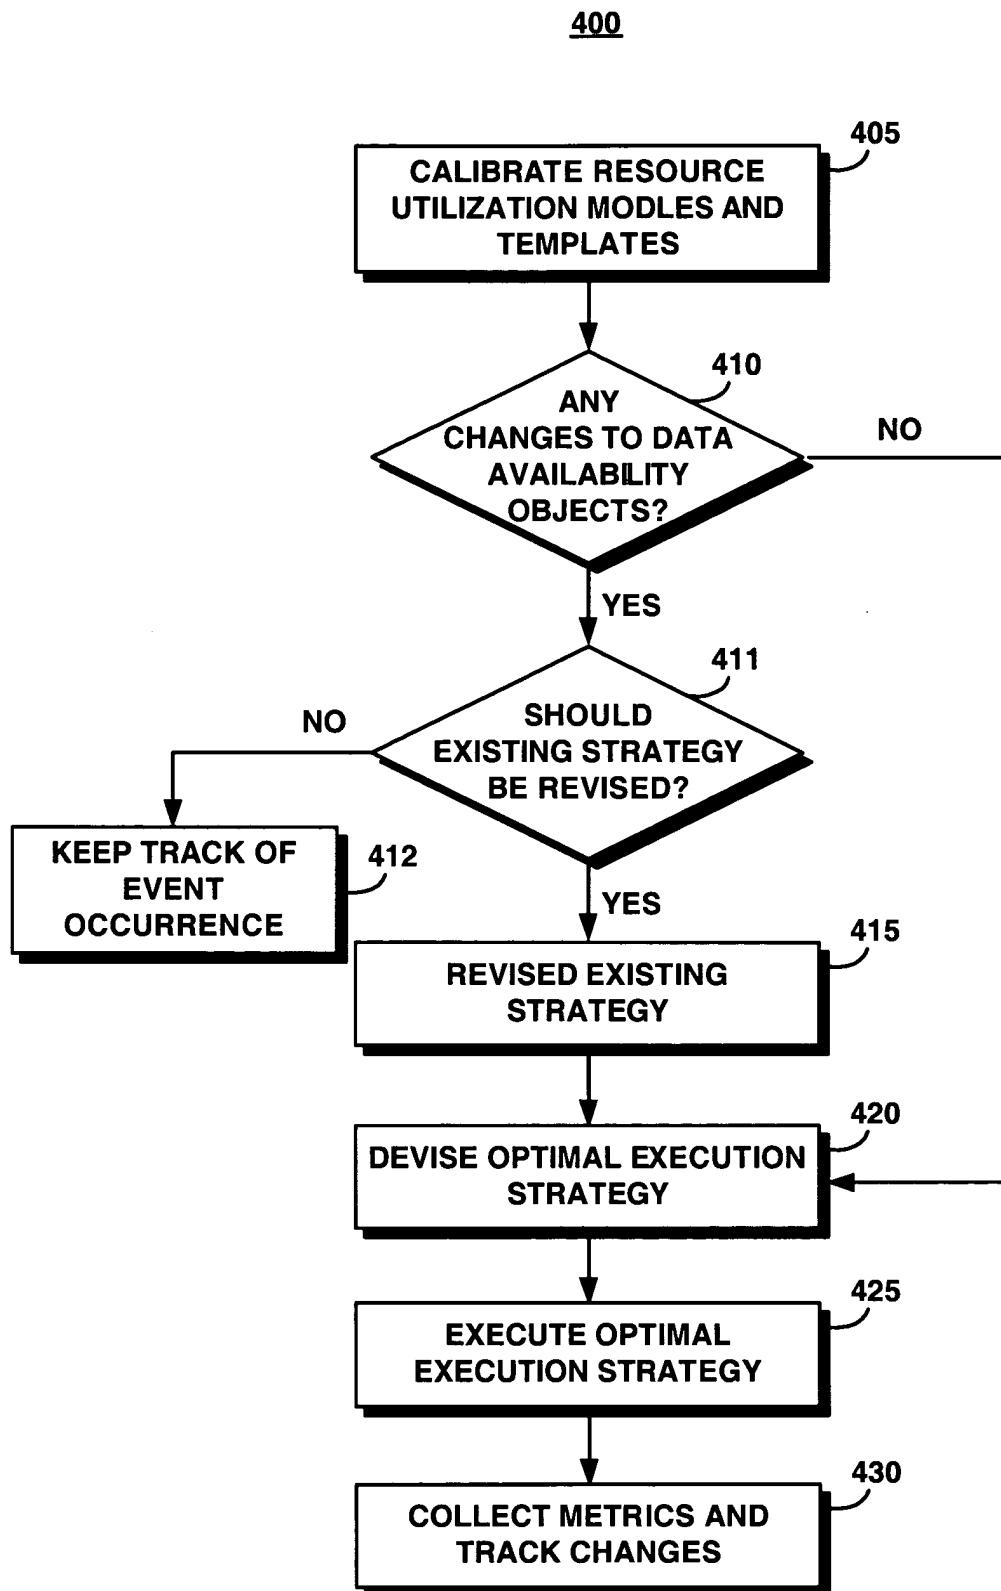 400
405
CALIBRATE RESOURCE
UTILIZATION MODLES AND
TEMPLATES
410
ANY
CHANGES TO DATA
AVAILABILITY
OBJECTS?
NO
YES
411
SHOULD
EXISTING STRATEGY
BE REVISED?
NO
KEEP TRACK OF
EVENT
OCCURRENCE
412
YES
415
REVISED EXISTING
STRATEGY
420
DEVISE OPTIMAL EXECUTION
STRATEGY
425
EXECUTE OPTIMAL
EXECUTION STRATEGY
430
COLLECT METRICS AND
TRACK CHANGES